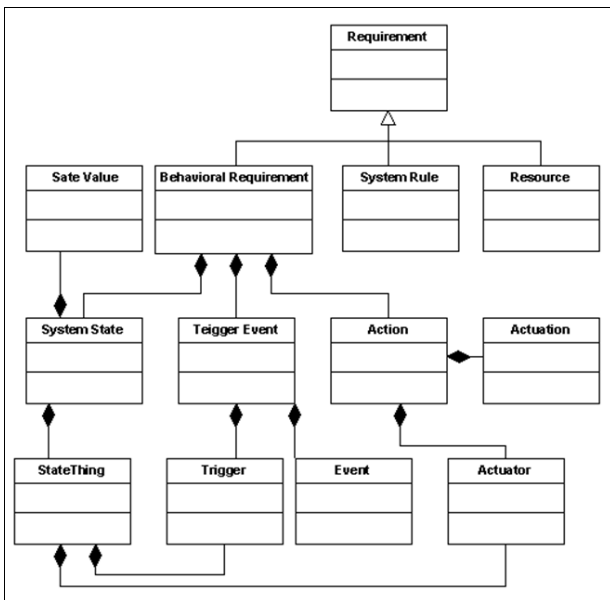 Requirement
Sate Value
Behavioral Requirement
System Rule
Resource
System State
Teigger Event
Action
Actuation
StateThing
Trigger
Event
Actuator